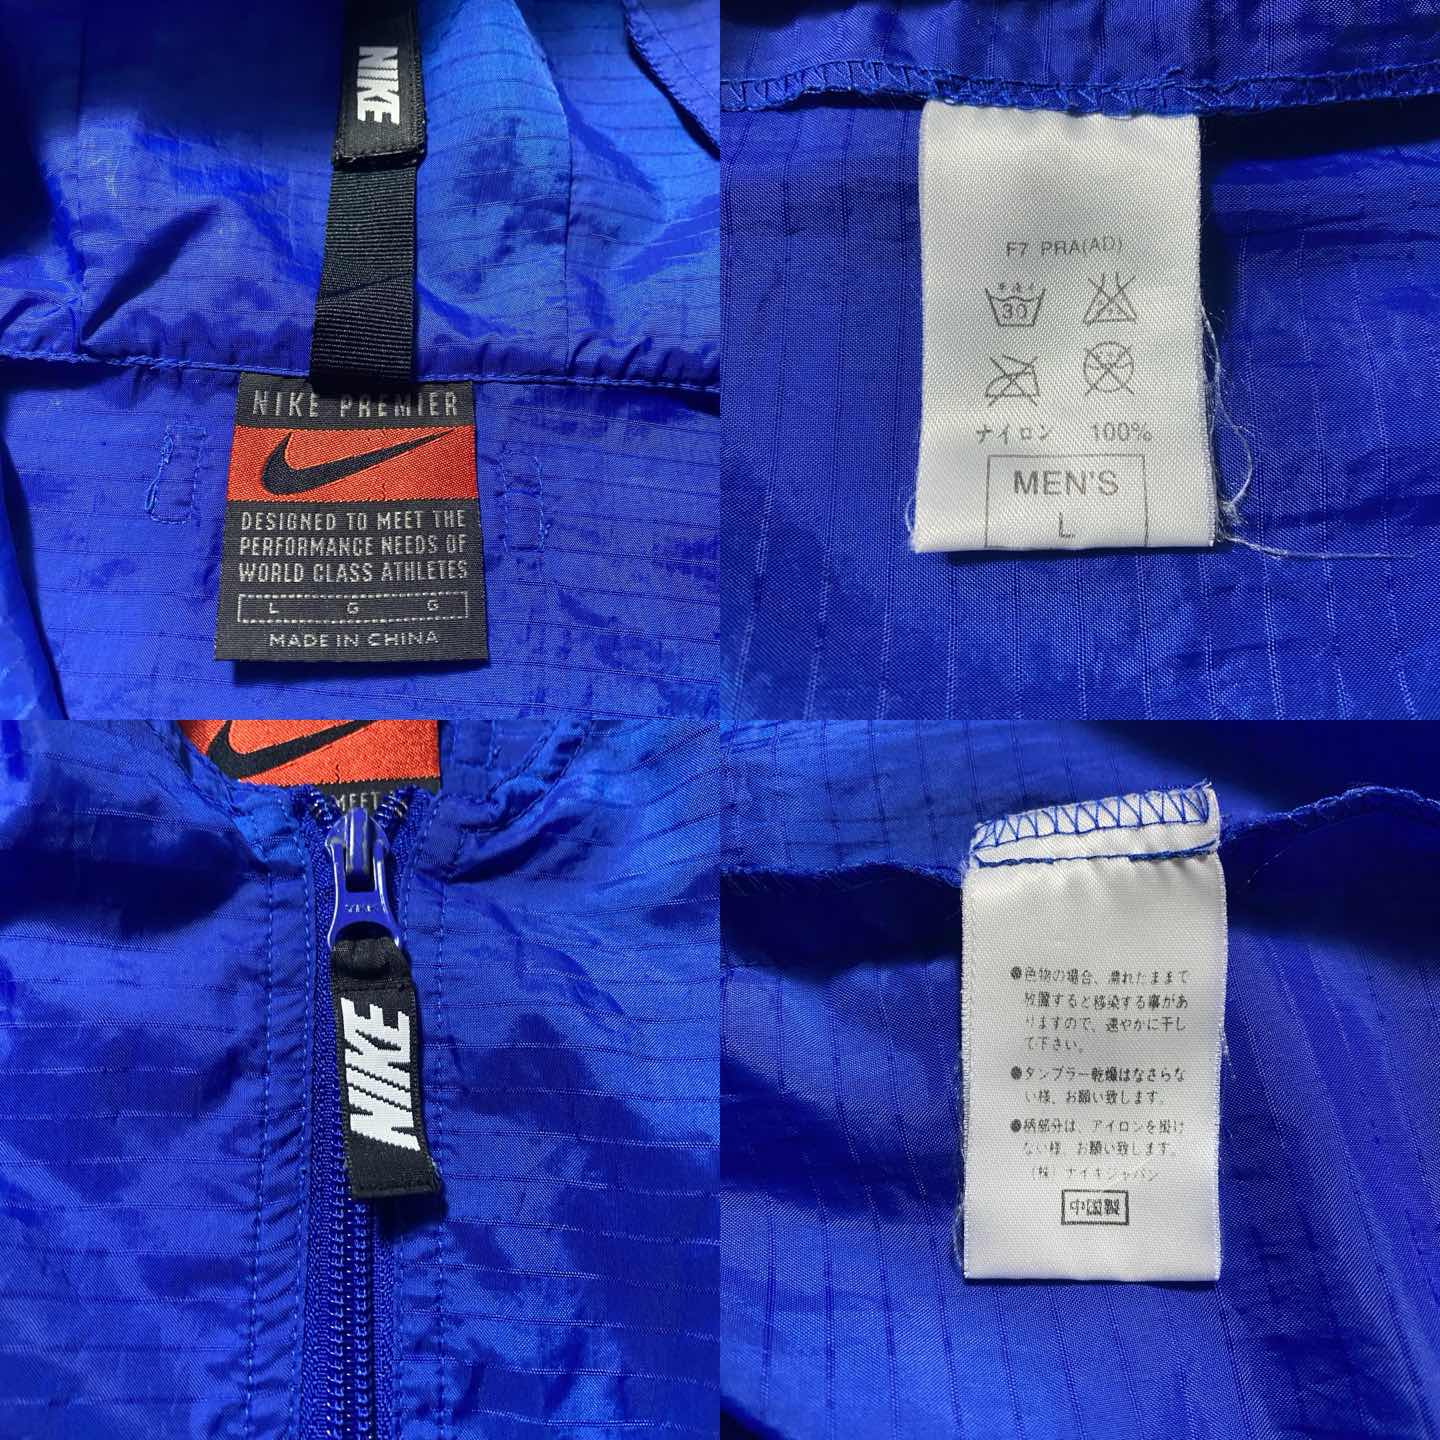 NIKE
NIKE PREMIER
DESIGNED TO MEET THE
PERFORMANCE NEEDS OF
WORLD CLASS ATHLETES
L G G
MADE IN CHINA
F7 PRA(AD)
30
ナイロン 100%
MEN'S
L
MEET
YKK
NIKE
●色物の場合、濡れたままで
放置すると移染する事があ
りますので、速やかに干し
て下さい。
●タンブラー乾燥はなさらな
い様、お願い致します。
●柄部分は、アイロンを掛け
ない様、お願い致します。
(株)ナイキジャパン
中国製